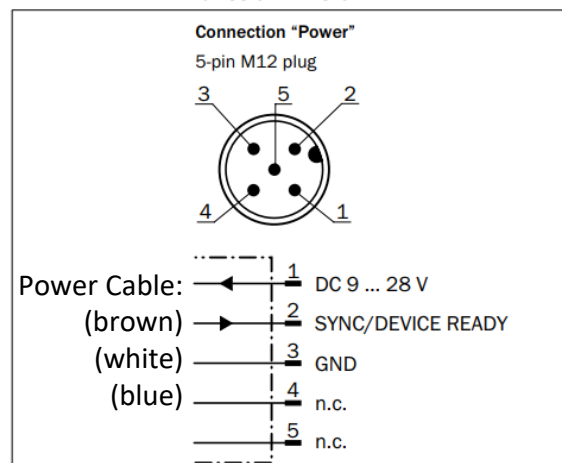 Connection "Power"
5-pin M12 plug
3 5 2
4 1
Power Cable:
1 DC 9 ... 28 V
(brown)
2 SYNC/DEVICE READY
(white)
3 GND
(blue)
4 n.c.
5 n.c.